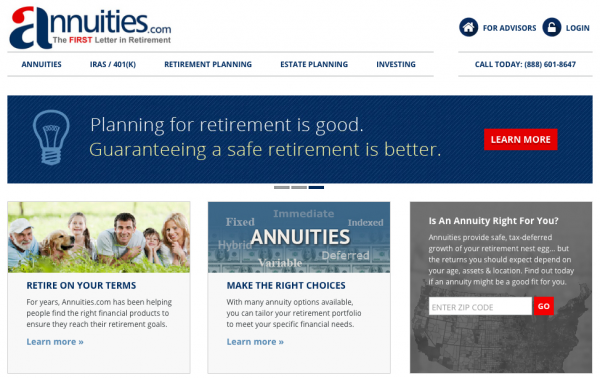 annuities.com
The FIRST Letter in Retirement
FOR ADVISORS
LOGIN
ANNUITIES
IRAS / 401(K)
RETIREMENT PLANNING
ESTATE PLANNING
INVESTING
CALL TODAY: (888) 601-8647
Planning for retirement is good.
Guaranteeing a safe retirement is better.
LEARN MORE
RETIRE ON YOUR TERMS
For years, Annuities.com has been helping
people find the right financial products to
ensure they reach their retirement goals.
Learn more »
Immediate
Fixed
Indexed
Hybrid
ANNUITIES
Deferred
Variable
MAKE THE RIGHT CHOICES
With many annuity options available,
you can tailor your retirement portfolio
to meet your specific financial needs.
Learn more »
Is An Annuity Right For You?
Annuities provide safe, tax-deferred
growth of your retirement nest egg... but
the returns you should expect depend on
your age, assets & location. Find out today
if an annuity might be a good fit for you.
ENTER ZIP CODE
GO